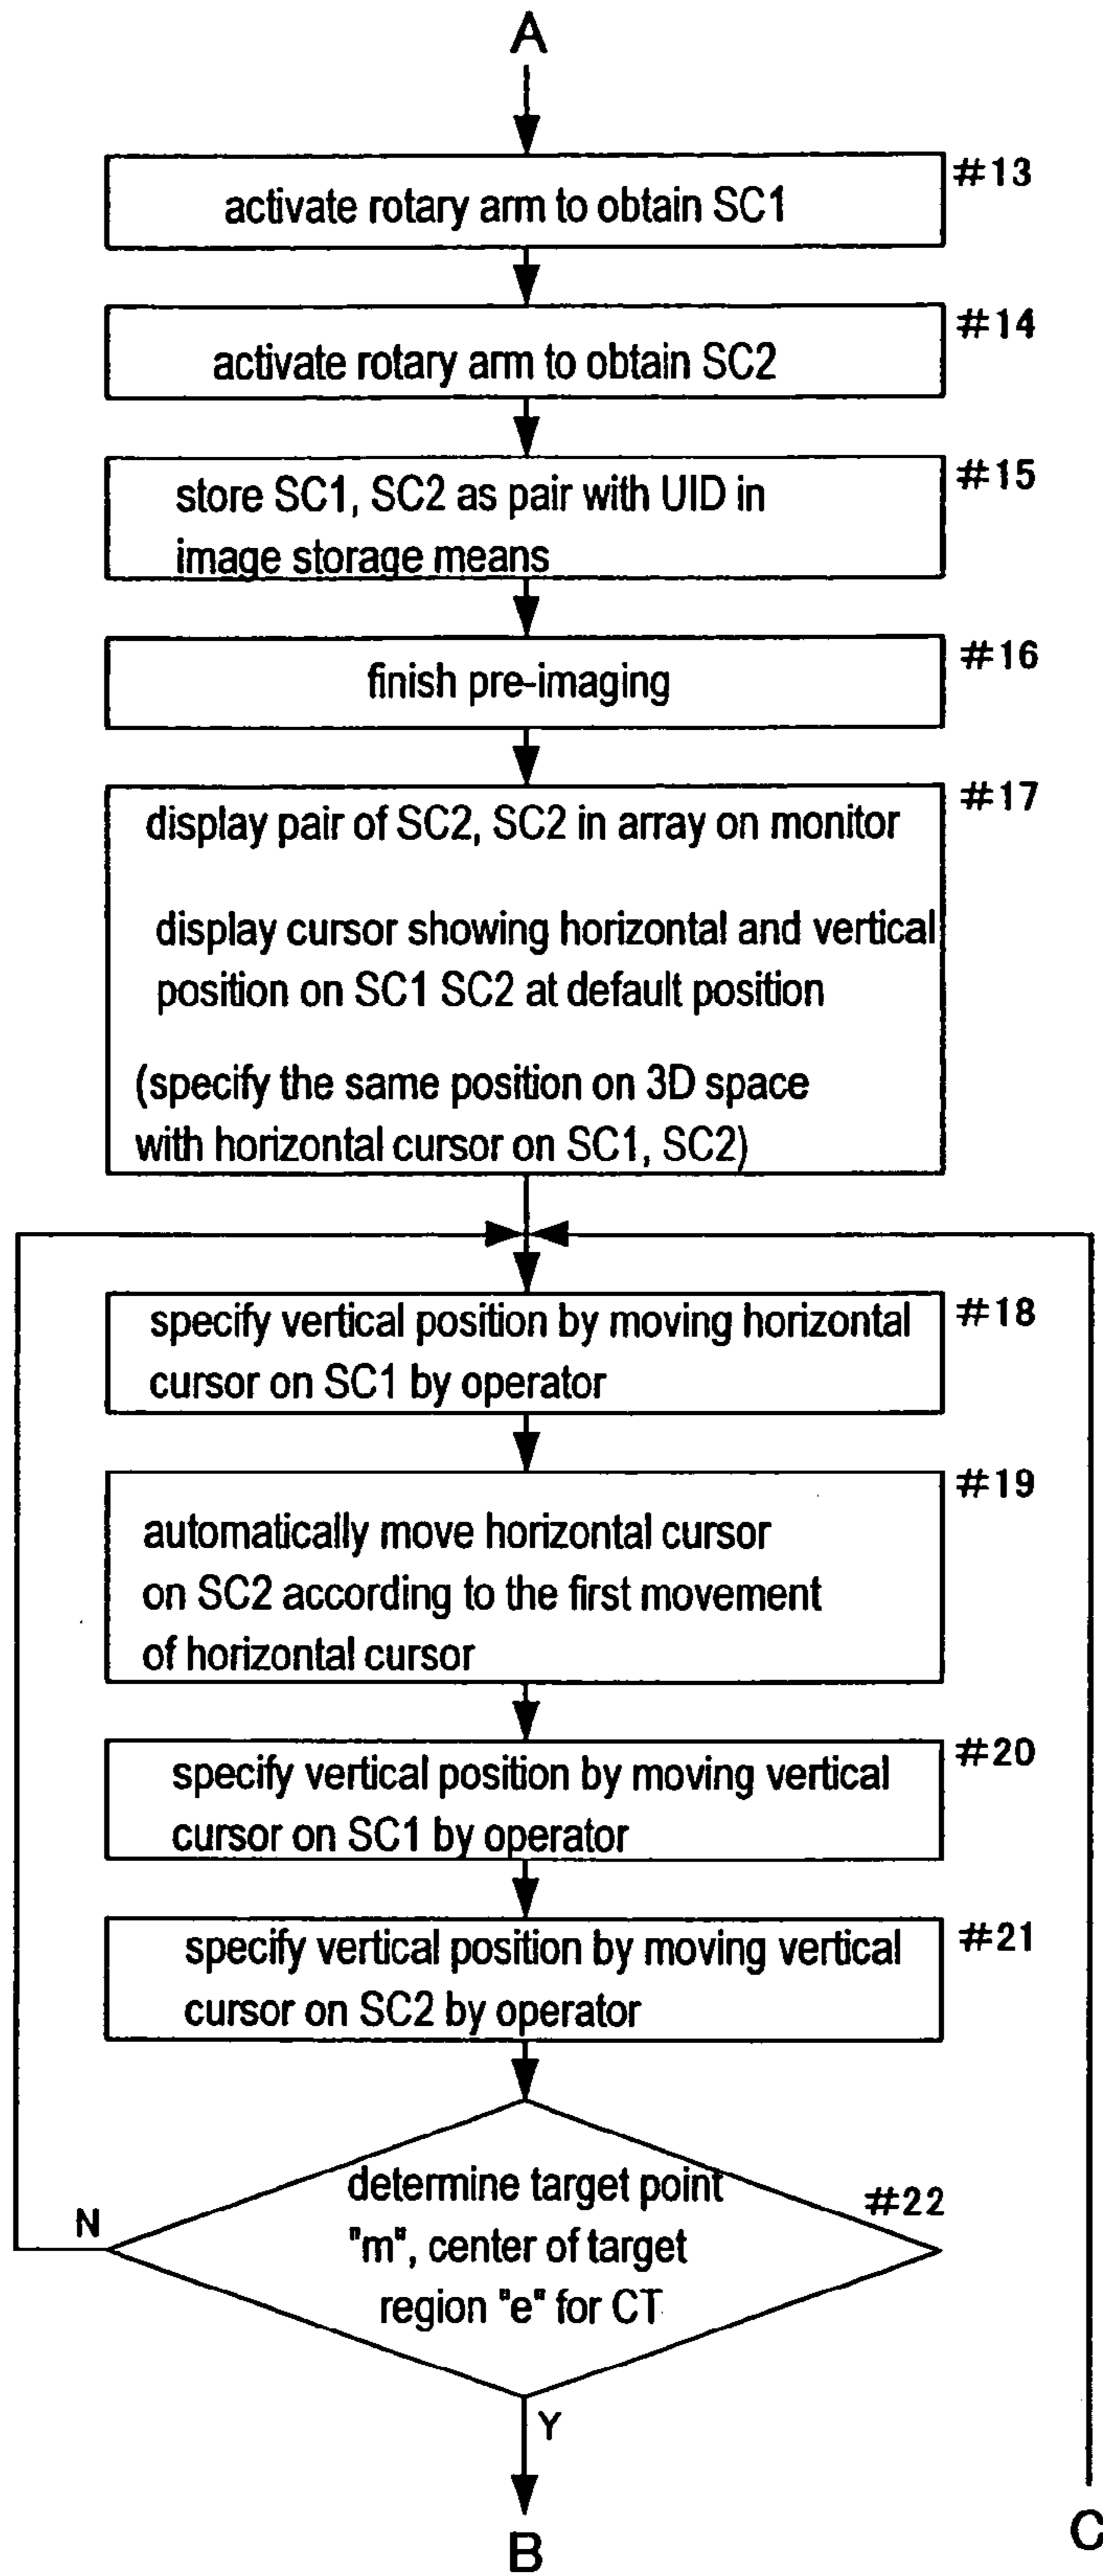 A
#13
activate rotary arm to obtain SC1
#14
activate rotary arm to obtain SC2
#15
store SC1, SC2 as pair with UID in
image storage means
#16
finish pre-imaging
#17
display pair of SC2, SC2 in array on monitor
display cursor showing horizontal and vertical
position on SC1 SC2 at default position
(specify the same position on 3D space
with horizontal cursor on SC1, SC2)
#18
specify vertical position by moving horizontal
cursor on SC1 by operator
#19
automatically move horizontal cursor
on SC2 according to the first movement
of horizontal cursor
#20
specify vertical position by moving vertical
cursor on SC1 by operator
#21
specify vertical position by moving vertical
cursor on SC2 by operator
#22
determine target point
"m", center of target
region "e" for CT
N
Y
B
C